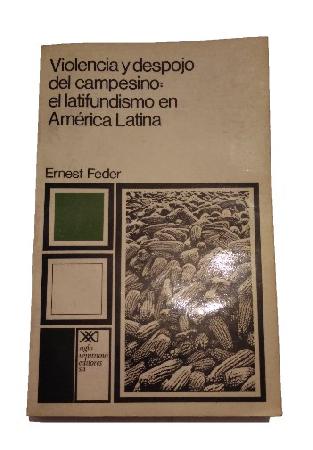 Violencia y despojo
del campesino:
el latifundismo en
América Latina
Ernest Feder
siglo
veintiuno
editores
sa